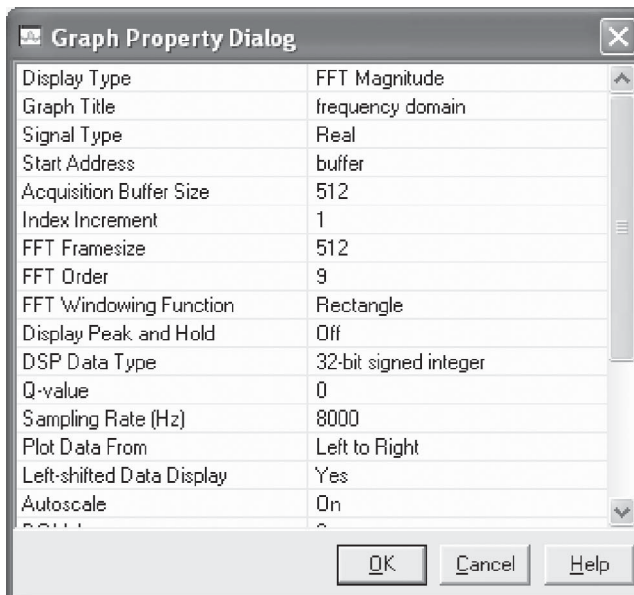 Graph Property Dialog
Display Type FFT Magnitude
Graph Title frequency domain
Signal Type Real
Start Address buffer
Acquisition Buffer Size 512
Index Increment 1
FFT Framesize 512
FFT Order 9
FFT Windowing Function Rectangle
Display Peak and Hold Off
DSP Data Type 32-bit signed integer
Q-value 0
Sampling Rate (Hz) 8000
Plot Data From Left to Right
Left-shifted Data Display Yes
Autoscale On
OK Cancel Help